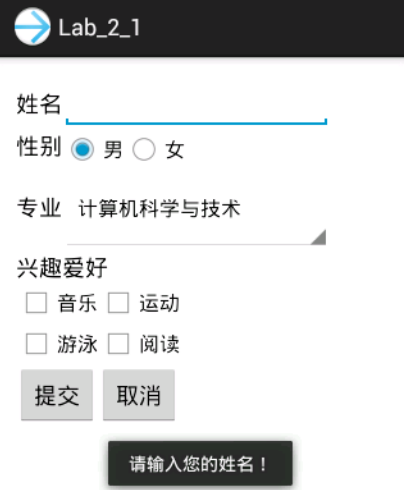 Lab_2_1
姓名
性别 男 女
专业 计算机科学与技术
兴趣爱好
音乐 运动
游泳 阅读
提交 取消
请输入您的姓名！